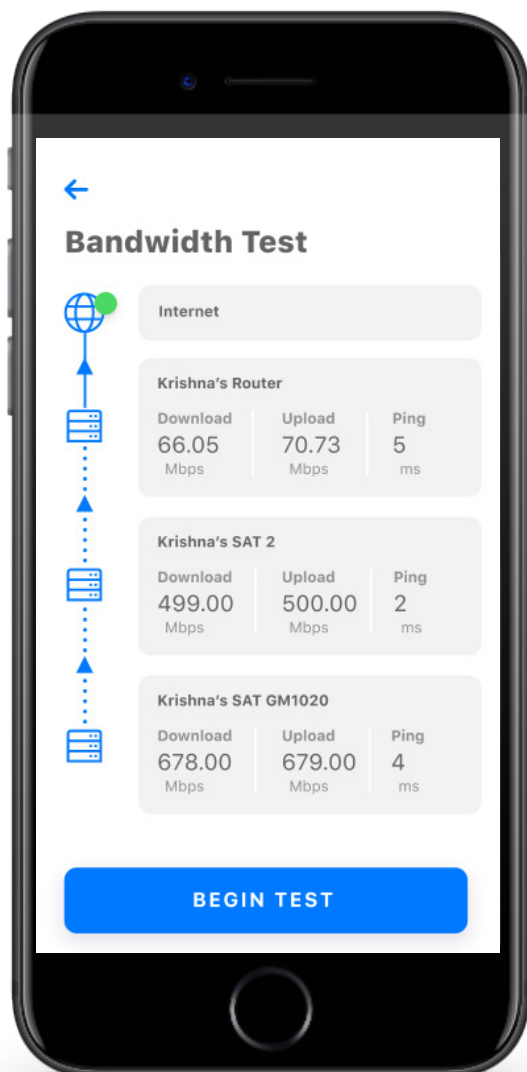 Bandwidth Test
Internet
Krishna’s Router
Download Upload Ping
66.05 70.73 5
Mbps Mbps ms
Krishna’s SAT 2
Download Upload Ping
499.00 500.00 2
Mbps Mbps ms
Krishna’s SAT GM1020
Download Upload Ping
678.00 679.00 4
Mbps Mbps ms
BEGIN TEST